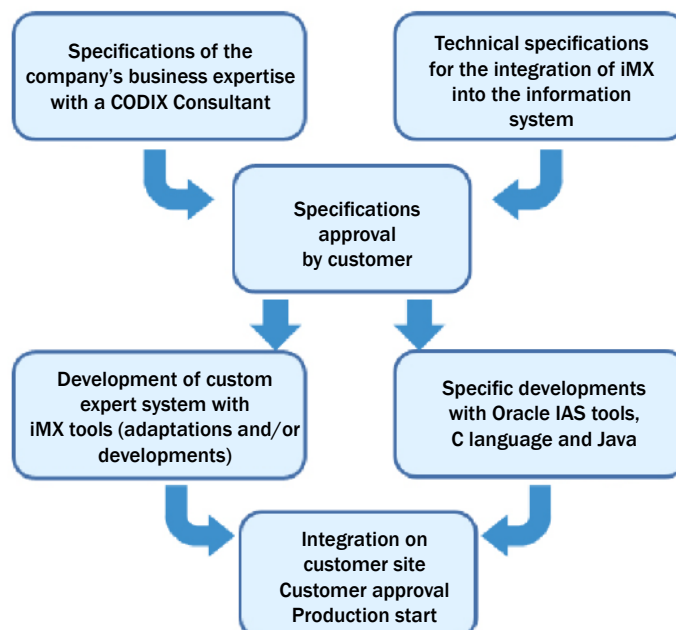 Specifications of the
company’s business expertise
with a CODIX Consultant
Technical specifications
for the integration of iMX
into the information
system
Specifications
approval
by customer
Development of custom
expert system with
iMX tools (adaptations and/or
developments)
Specific developments
with Oracle IAS tools,
C language and Java
Integration on
customer site
Customer approval
Production start